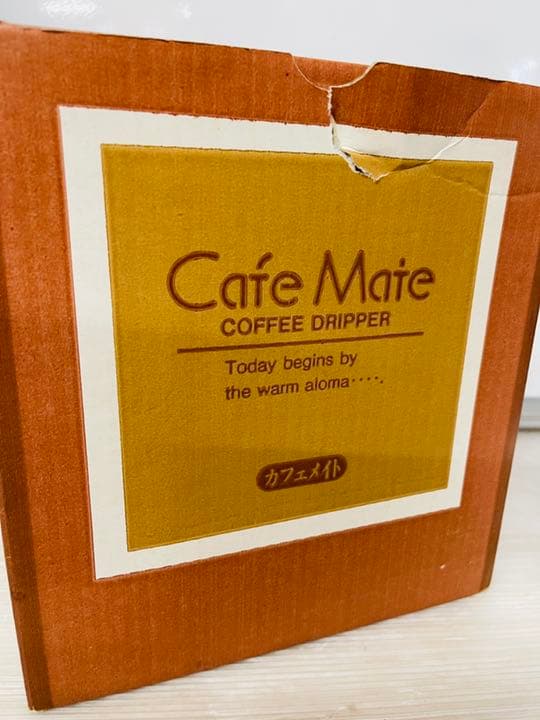 Cafe Mate
COFFEE DRIPPER
Today begins by
the warm aloma····.
カフェメイト